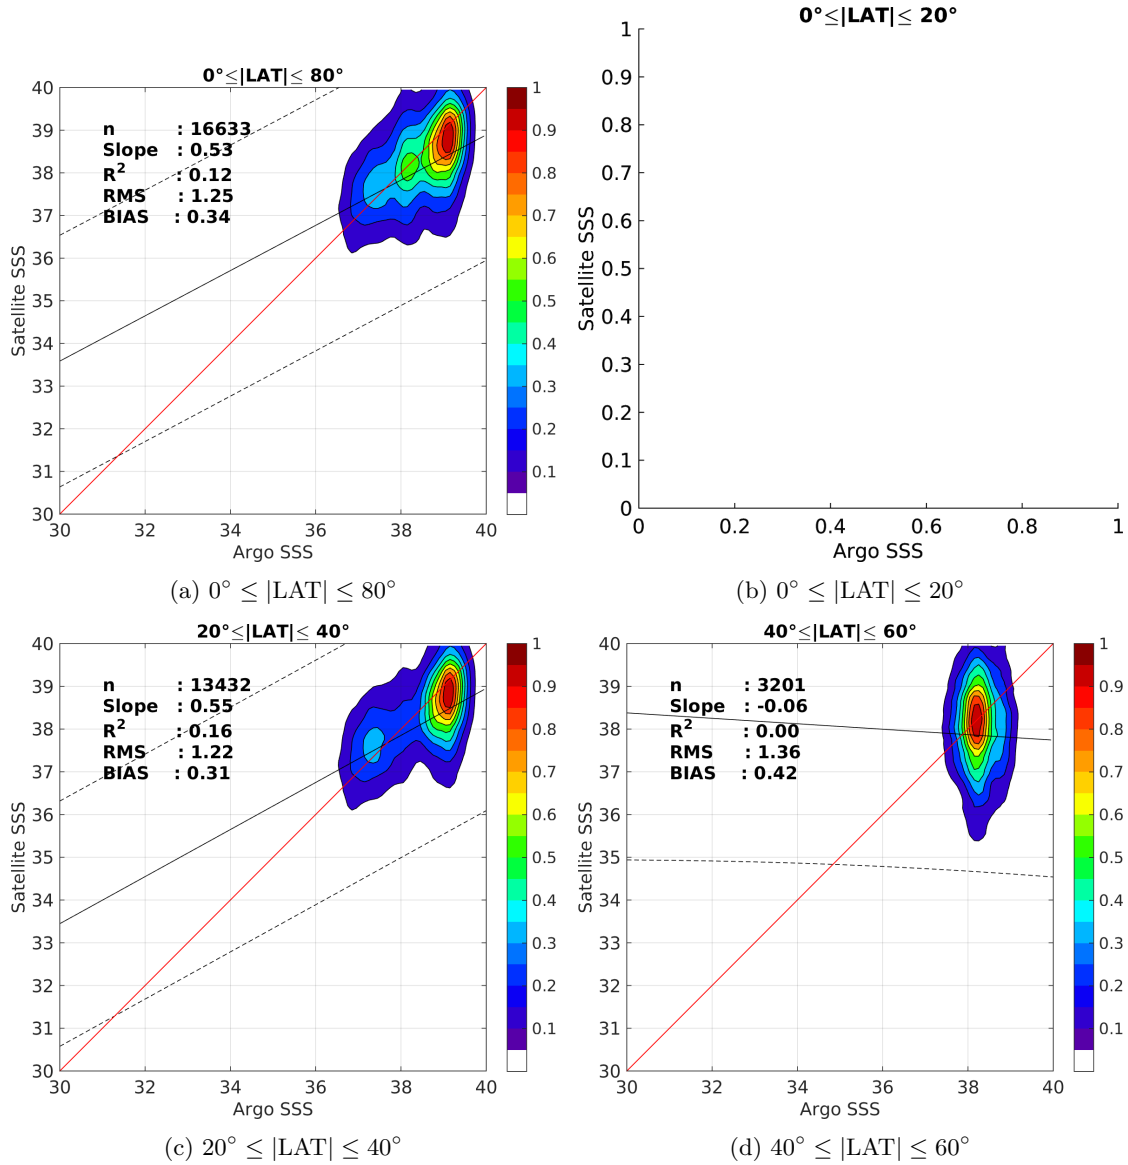 0°≤|LAT|≤ 80°
40
39
38
37
36
35
34
33
32
31
30
Satellite SSS
n : 16633
Slope : 0.53
R² : 0.12
RMS : 1.25
BIAS : 0.34
30 32 34 36 38 40
Argo SSS
1
0.9
0.8
0.7
0.6
0.5
0.4
0.3
0.2
0.1
(a) 0° ≤ |LAT| ≤ 80°
0°≤|LAT|≤ 20°
1
0.9
0.8
0.7
0.6
0.5
0.4
0.3
0.2
0.1
0
Satellite SSS
0 0.2 0.4 0.6 0.8 1
Argo SSS
(b) 0° ≤ |LAT| ≤ 20°
20°≤|LAT|≤ 40°
40
39
38
37
36
35
34
33
32
31
30
Satellite SSS
n : 13432
Slope : 0.55
R² : 0.16
RMS : 1.22
BIAS : 0.31
30 32 34 36 38 40
Argo SSS
1
0.9
0.8
0.7
0.6
0.5
0.4
0.3
0.2
0.1
(c) 20° ≤ |LAT| ≤ 40°
40°≤|LAT|≤ 60°
40
39
38
37
36
35
34
33
32
31
30
Satellite SSS
n : 3201
Slope : -0.06
R² : 0.00
RMS : 1.36
BIAS : 0.42
30 32 34 36 38 40
Argo SSS
1
0.9
0.8
0.7
0.6
0.5
0.4
0.3
0.2
0.1
(d) 40° ≤ |LAT| ≤ 60°